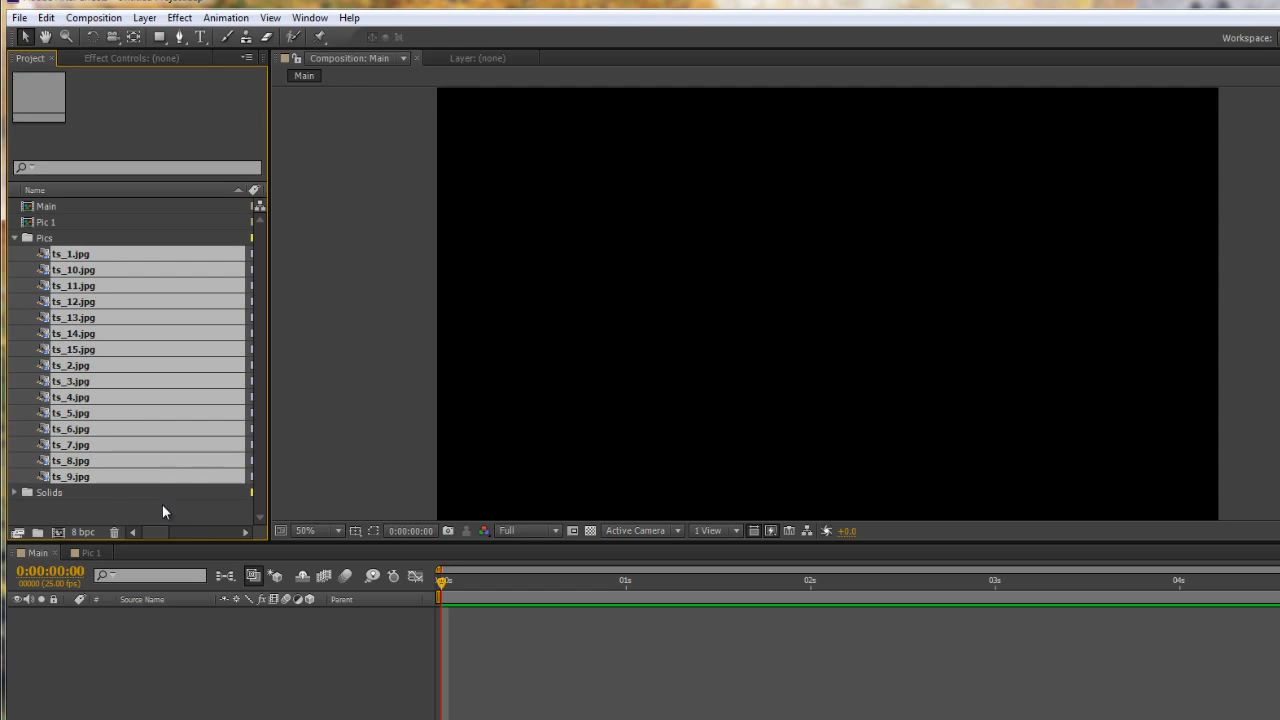 File Edit Composition Layer Effect Animation View Window Help
Workspace:
Project Effect Controls: (none) Composition: Main Layer: (none)
Main
Name
Main
Pic 1
Pics
ts_1.jpg
ts_10.jpg
ts_11.jpg
ts_12.jpg
ts_13.jpg
ts_14.jpg
ts_15.jpg
ts_2.jpg
ts_3.jpg
ts_4.jpg
ts_5.jpg
ts_6.jpg
ts_7.jpg
ts_8.jpg
ts_9.jpg
Solids
8 bpc 50% 0:00:00:00 Full Active Camera 1 View +0.0
Main Pic 1
0:00:00:00
00000 (25.00 fps)
01s 02s 03s 04s
# Source Name fx Parent